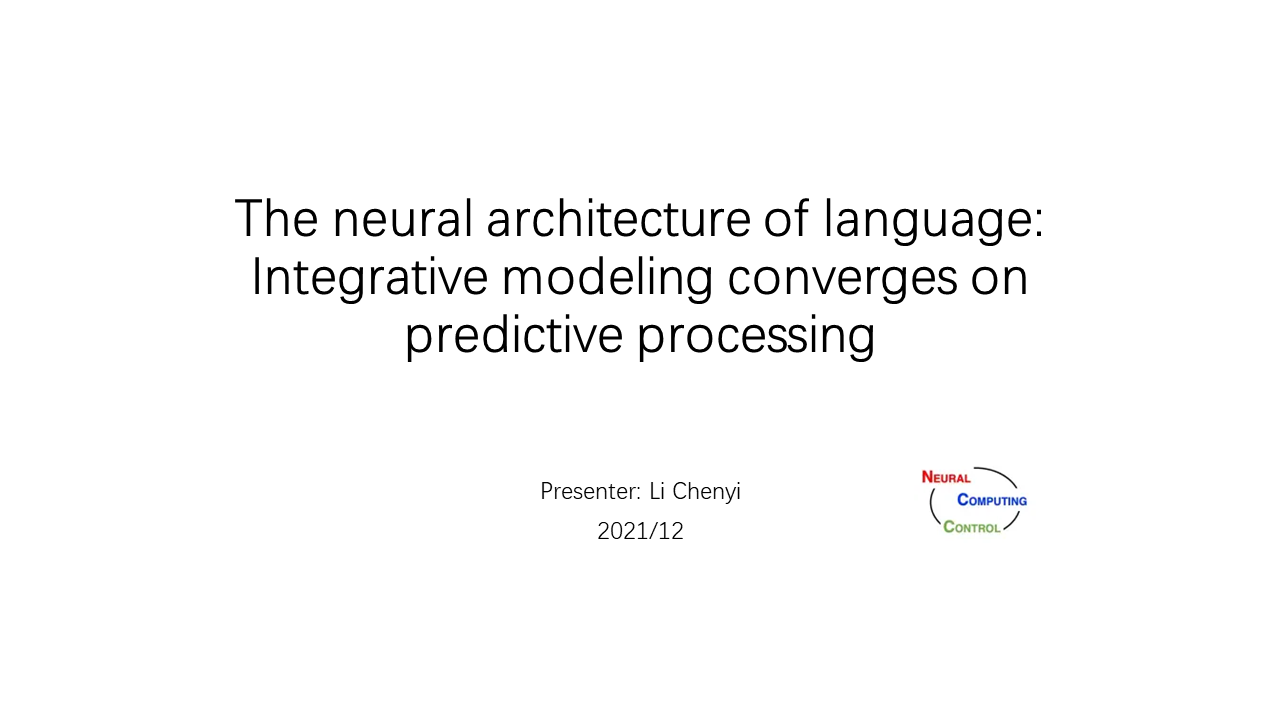 The neural architecture of language:
Integrative modeling converges on
predictive processing
Presenter: Li Chenyi
2021/12
NEURAL
COMPUTING
CONTROL